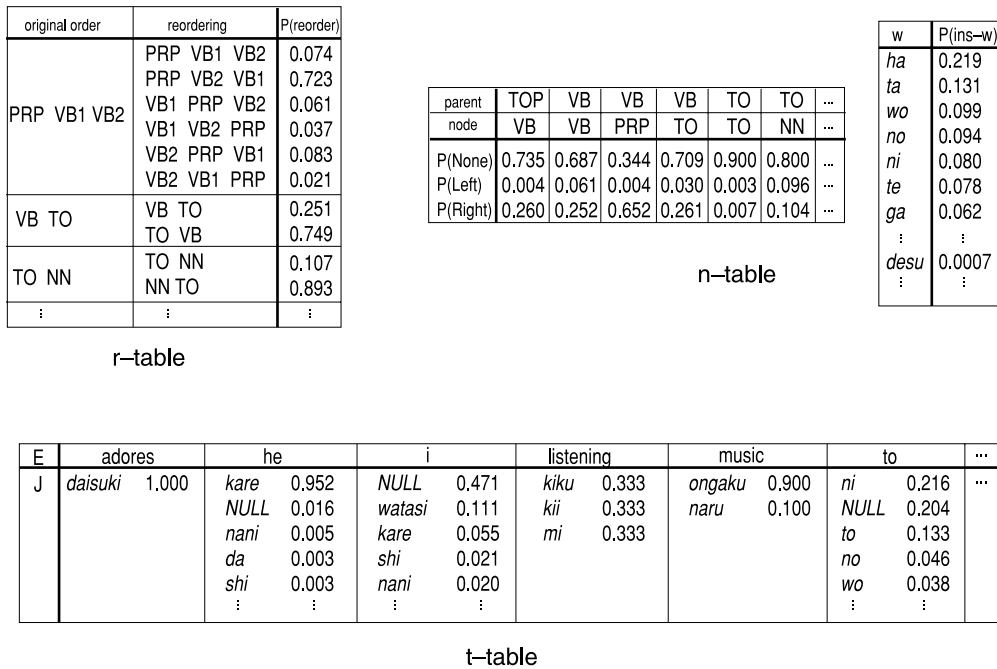 original order reordering P(reorder)
PRP VB1 VB2
PRP VB1 VB2 0.074
PRP VB2 VB1 0.723
VB1 PRP VB2 0.061
VB1 VB2 PRP 0.037
VB2 PRP VB1 0.083
VB2 VB1 PRP 0.021
VB TO
VB TO 0.251
TO VB 0.749
TO NN
TO NN 0.107
NN TO 0.893
⋮ ⋮ ⋮
r–table
parent TOP VB VB VB TO TO ...
node VB VB PRP TO TO NN ...
P(None) 0.735 0.687 0.344 0.709 0.900 0.800 ...
P(Left) 0.004 0.061 0.004 0.030 0.003 0.096 ...
P(Right) 0.260 0.252 0.652 0.261 0.007 0.104 ...
n–table
w P(ins–w)
ha 0.219
ta 0.131
wo 0.099
no 0.094
ni 0.080
te 0.078
ga 0.062
⋮ ⋮
desu 0.0007
⋮ ⋮
E adores he i listening music to ...
J daisuki 1.000 kare 0.952 NULL 0.471 kiku 0.333 ongaku 0.900 ni 0.216 ...
NULL 0.016 watasi 0.111 kii 0.333 naru 0.100 NULL 0.204
nani 0.005 kare 0.055 mi 0.333 to 0.133
da 0.003 shi 0.021 no 0.046
shi 0.003 nani 0.020 wo 0.038
⋮ ⋮ ⋮ ⋮ ⋮ ⋮
t–table